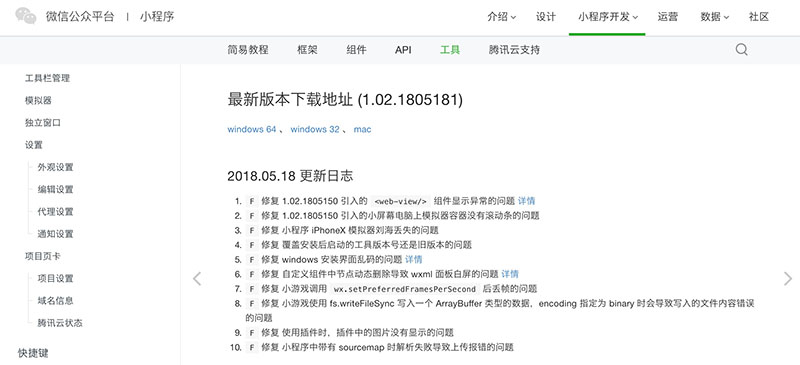 微信公众平台 | 小程序
介绍 设计 小程序开发 运营 数据 社区
简易教程 框架 组件 API 工具 腾讯云支持
工具栏管理
模拟器
独立窗口
设置
外观设置
编辑设置
代理设置
通知设置
项目页卡
项目设置
域名信息
腾讯云状态
快捷键
最新版本下载地址 (1.02.1805181)
windows 64 、 windows 32 、 mac
2018.05.18 更新日志
1. F 修复 1.02.1805150 引入的 <web-view/> 组件显示异常的问题 详情
2. F 修复 1.02.1805150 引入的小屏幕电脑上模拟器容器没有滚动条的问题
3. F 修复 小程序 iPhoneX 模拟器刘海丢失的问题
4. F 修复 覆盖安装后启动的工具版本号还是旧版本的问题
5. F 修复 windows 安装界面乱码的问题 详情
6. F 修复 自定义组件中节点动态删除导致 wxml 面板白屏的问题 详情
7. F 修复 小游戏调用 wx.setPreferredFramesPerSecond 后丢帧的问题
8. F 修复 小游戏使用 fs.writeFileSync 写入一个 ArrayBuffer 类型的数据，encoding 指定为 binary 时会导致写入的文件内容错误
的问题
9. F 修复 使用插件时，插件中的图片没有显示的问题
10. F 修复 小程序中带有 sourcemap 时解析失败导致上传报错的问题